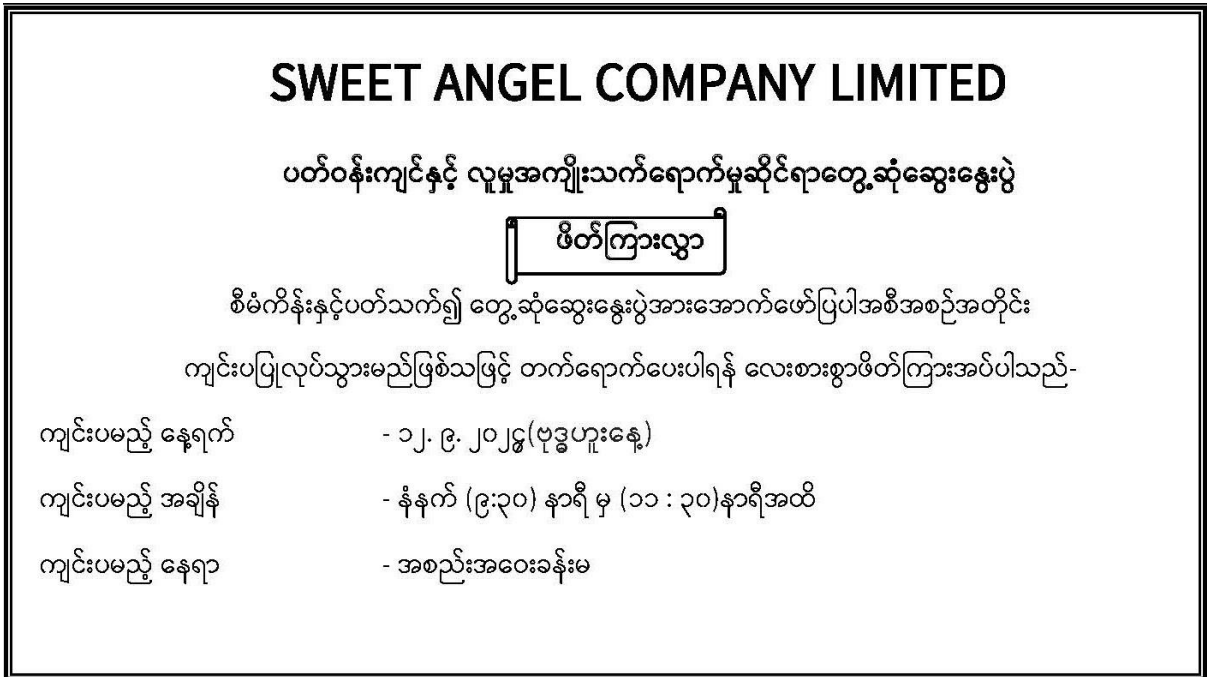 SWEET ANGEL COMPANY LIMITED
ပတ်ဝန်းကျင်နှင့် လူမှုအကျိုးသက်ရောက်မှုဆိုင်ရာတွေ့ဆုံဆွေးနွေးပွဲ
ဖိတ်ကြားလွှာ
စီမံကိန်းနှင့်ပတ်သက်၍ တွေ့ဆုံဆွေးနွေးပွဲအားအောက်ဖော်ပြပါအစီအစဉ်အတိုင်း
ကျင်းပပြုလုပ်သွားမည်ဖြစ်သဖြင့် တက်ရောက်ပေးပါရန် လေးစားစွာဖိတ်ကြားအပ်ပါသည်-
ကျင်းပမည့် နေ့ရက် - ၁၂. ၉. (ဗုဒ္ဓဟူးနေ့)
ကျင်းပမည့် အချိန် - နံနက် (၉:၃၀) နာရီ မှ (၁၁ : ၃၀)နာရီအထိ
ကျင်းပမည့် နေရာ - အစည်းအဝေးခန်းမ